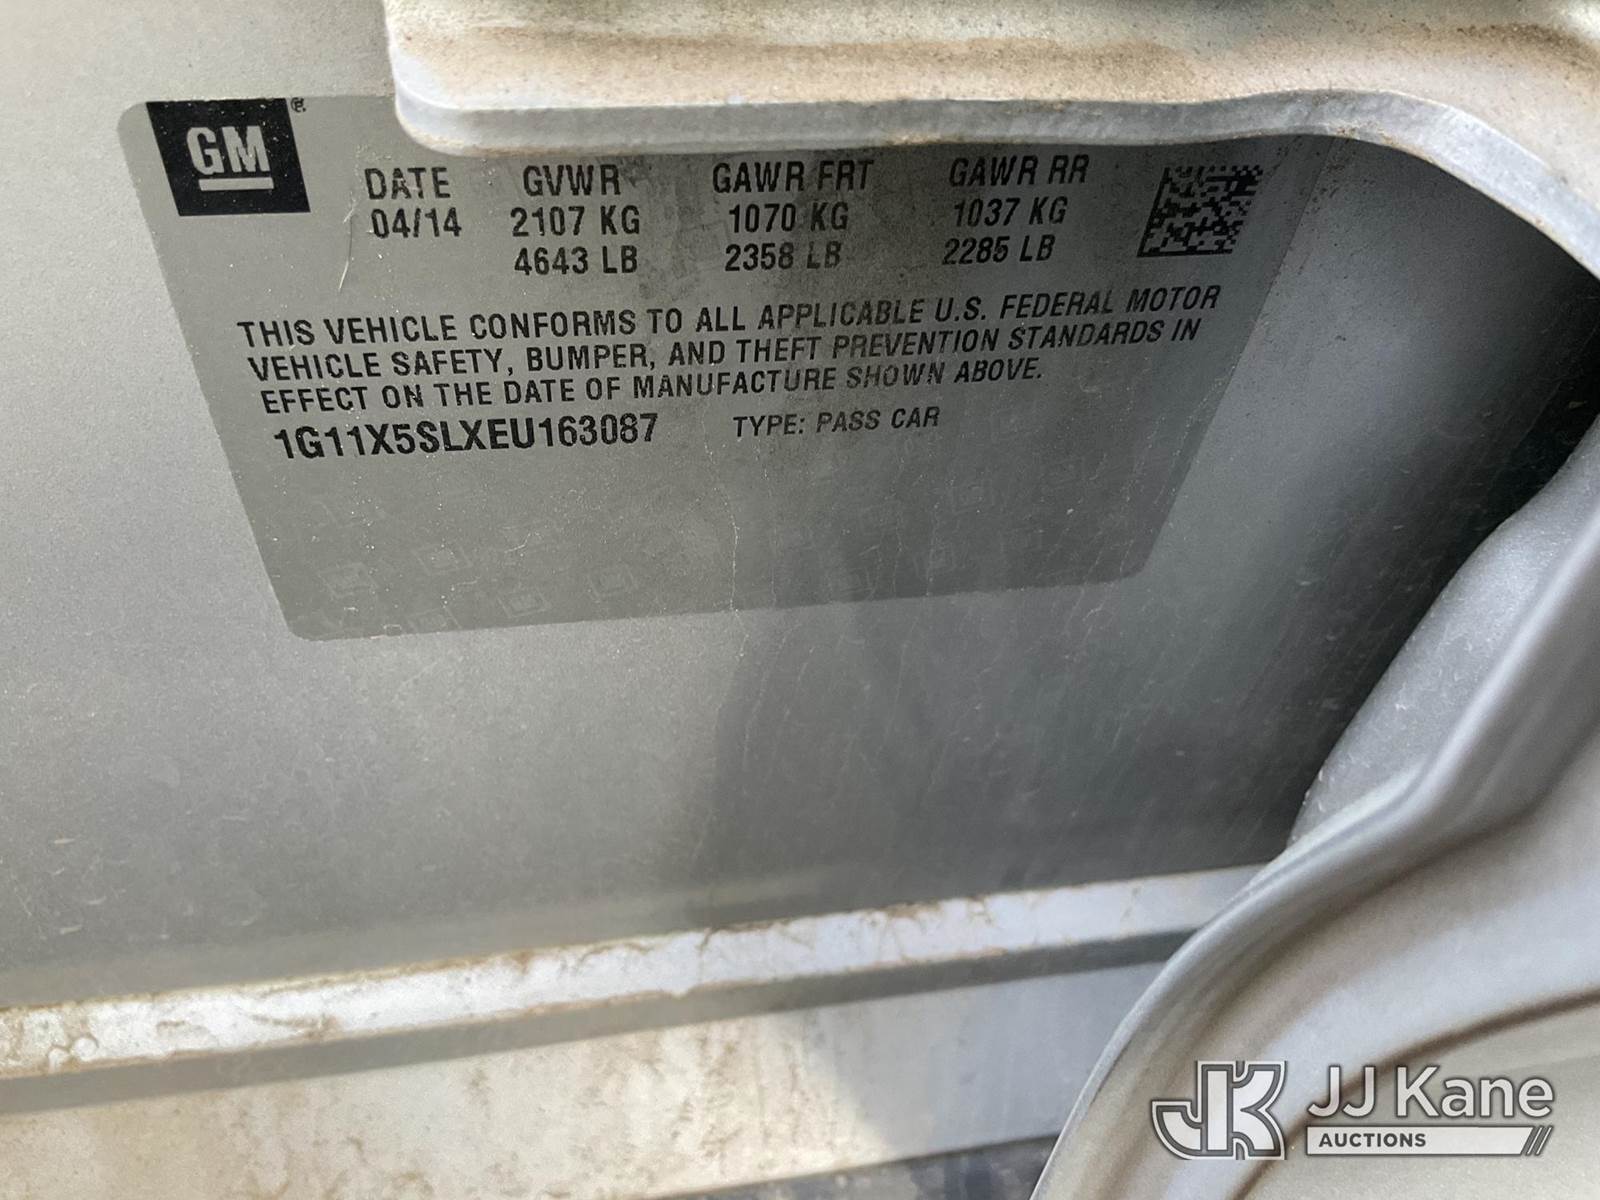 GM ®
DATE GVWR GAWR FRT GAWR RR
04/14 2107 KG 1070 KG 1037 KG
4643 LB 2358 LB 2285 LB
THIS VEHICLE CONFORMS TO ALL APPLICABLE U.S. FEDERAL MOTOR
VEHICLE SAFETY, BUMPER, AND THEFT PREVENTION STANDARDS IN
EFFECT ON THE DATE OF MANUFACTURE SHOWN ABOVE.
1G11X5SLXEU163087 TYPE: PASS CAR
JK JJ Kane
AUCTIONS